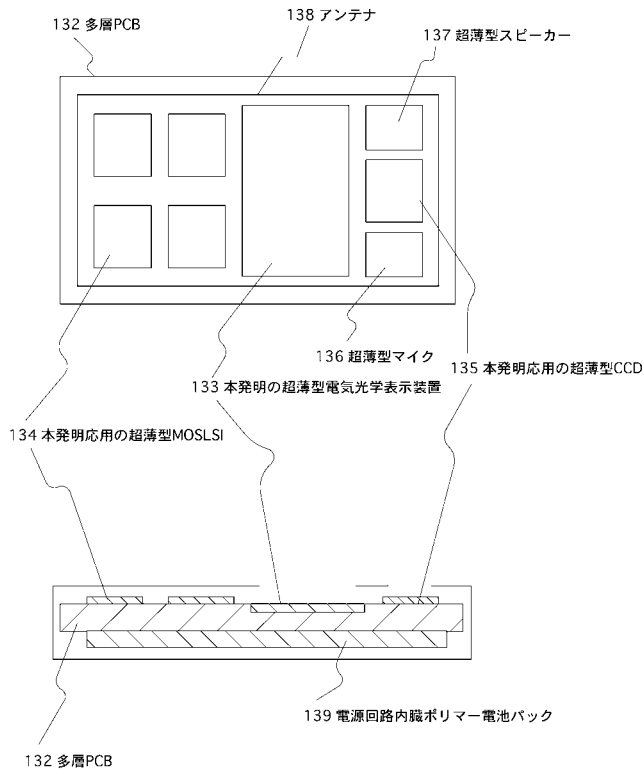 138 アンテナ
132 多層PCB
137 超薄型スピーカー
136 超薄型マイク
135 本発明応用の超薄型CCD
133 本発明の超薄型電気光学表示装置
134 本発明応用の超薄型MOSLSI
139 電源回路内臓ポリマー電池パック
132 多層PCB